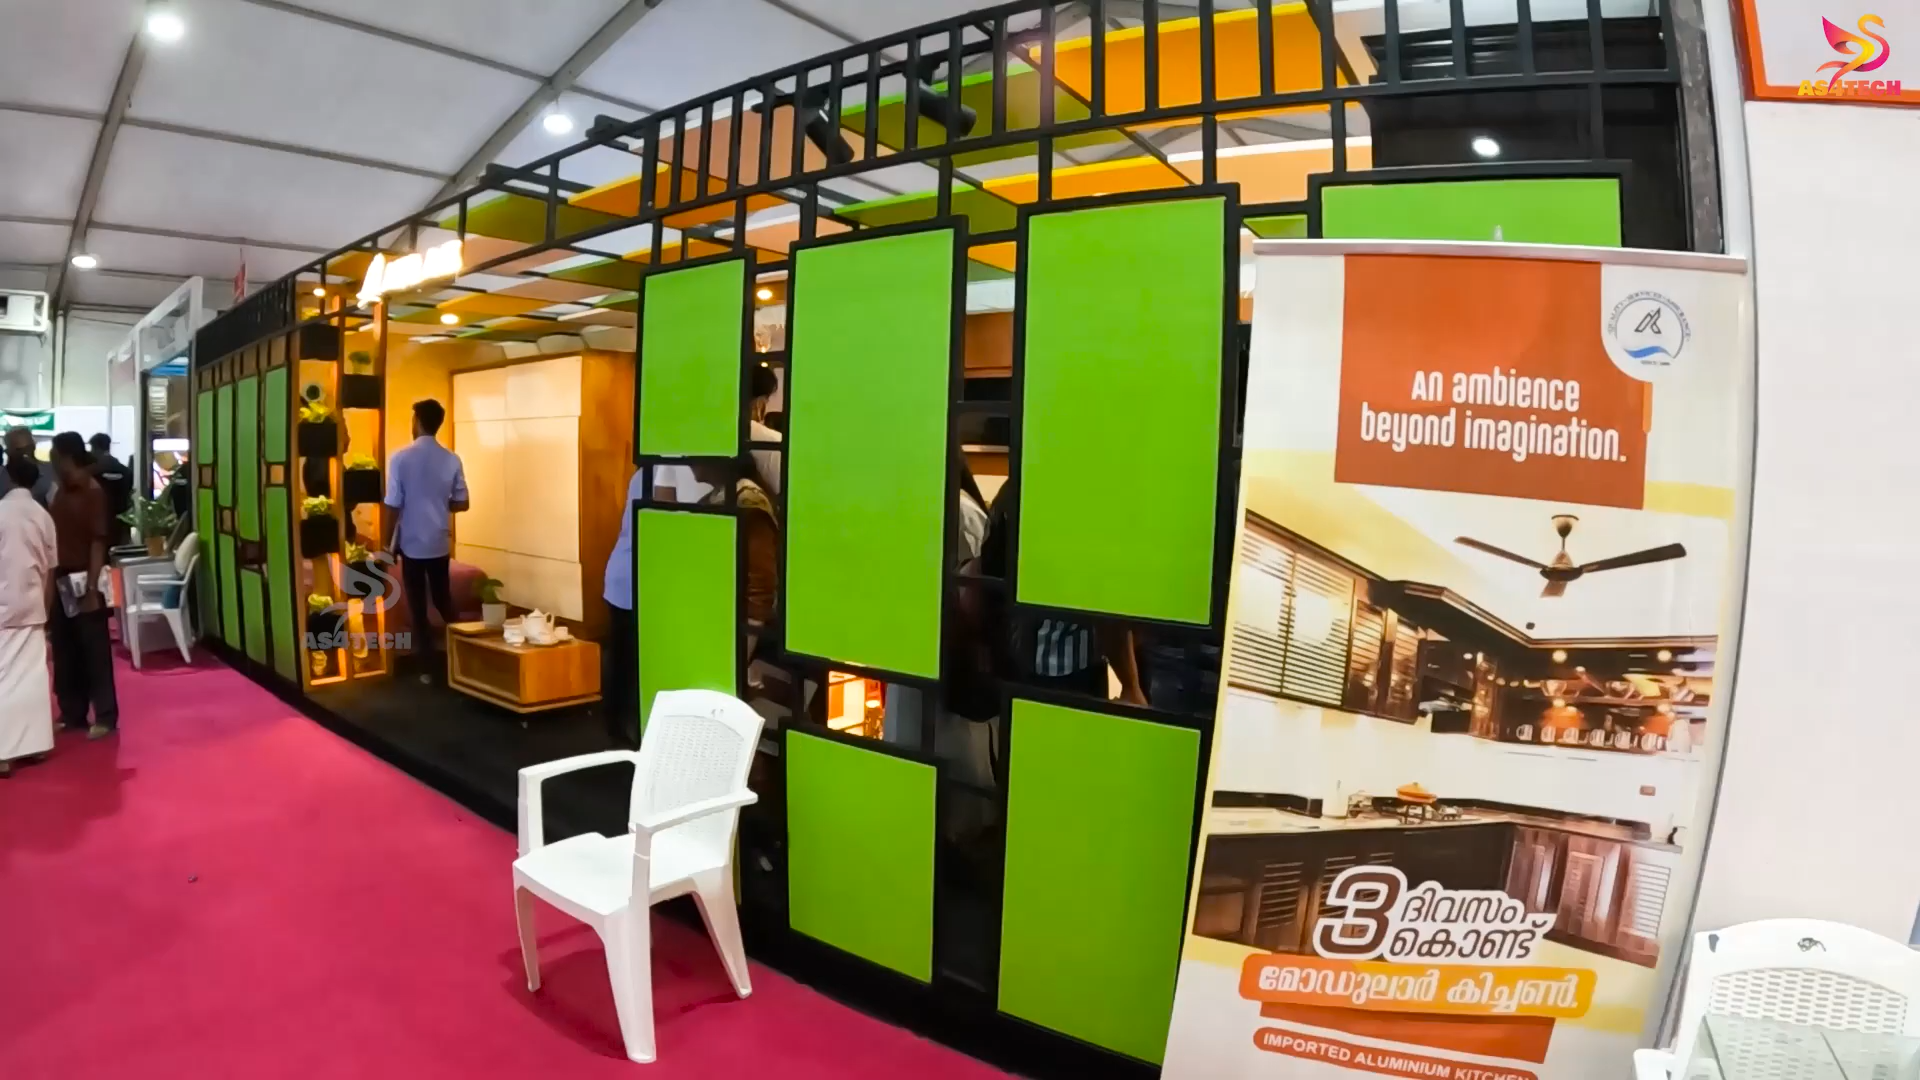 AS4TECH
An ambience
beyond imagination.
3 ദിവസം
കൊണ്ട്
മോഡുലാർ കിച്ചൺ.
IMPORTED ALUMINIUM KITCHEN
AS4TECH